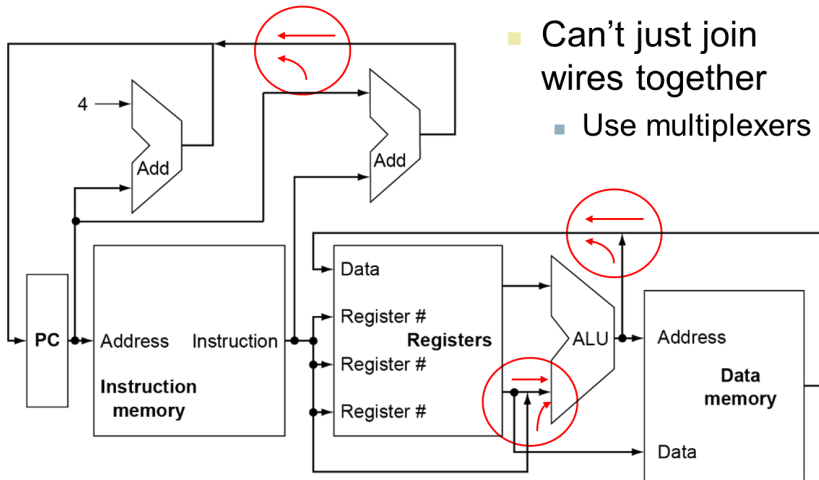 Can't just join
wires together
Use multiplexers
4
Add
Add
Data
Register #
PC
Address
Instruction
Register #
Registers
ALU
Address
Instruction
memory
Register #
Data
memory
Data